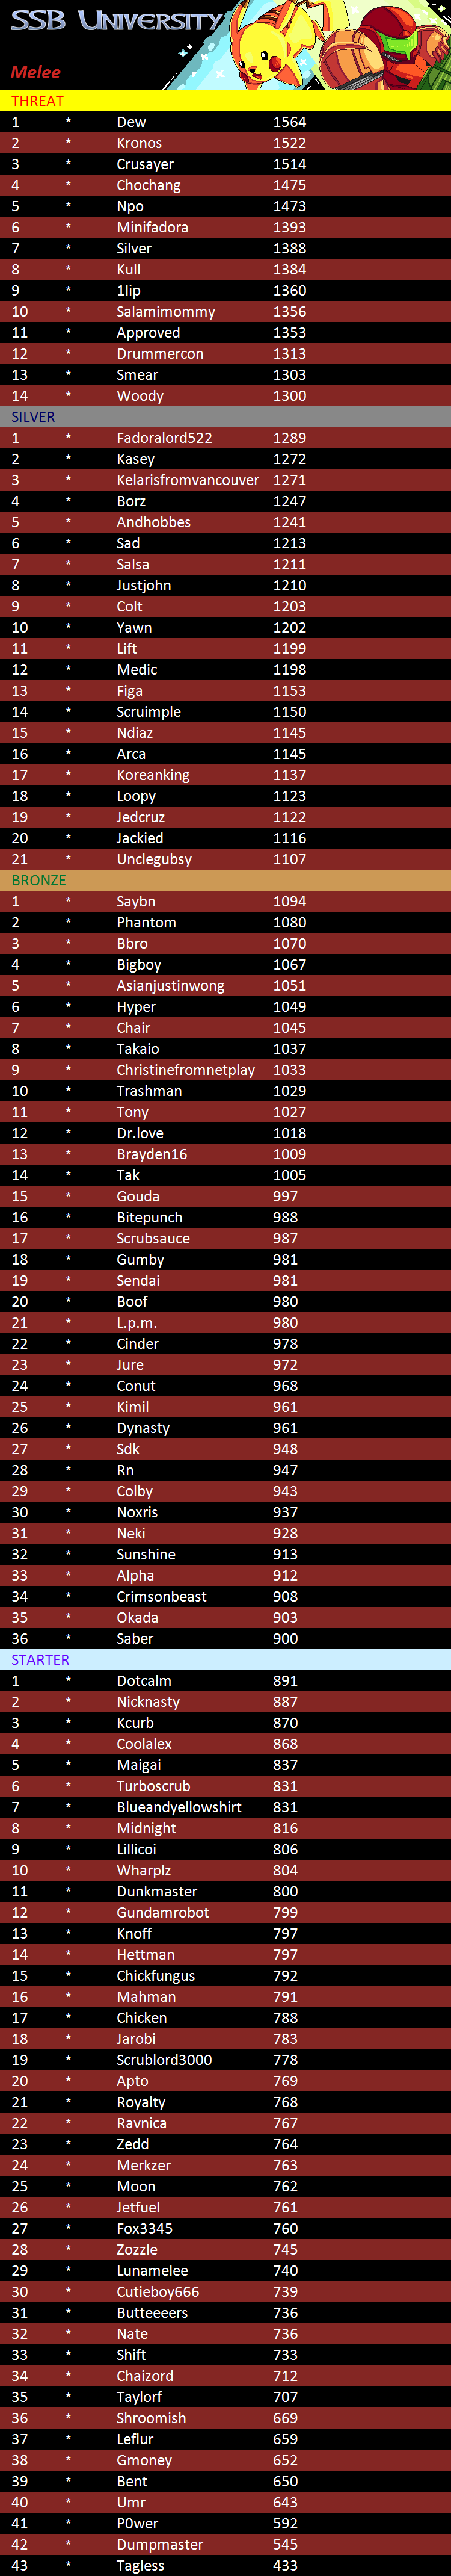 SSB University
Melee
THREAT
1 * Dew 1564
2 * Kronos 1522
3 * Crusayer 1514
4 * Chochang 1475
5 * Npo 1473
6 * Minifadora 1393
7 * Silver 1388
8 * Kull 1384
9 * 1lip 1360
10 * Salamimommy 1356
11 * Approved 1353
12 * Drummercon 1313
13 * Smear 1303
14 * Woody 1300
SILVER
1 * Fadoralord522 1289
2 * Kasey 1272
3 * Kelarisfromvancouver 1271
4 * Borz 1247
5 * Andhobbes 1241
6 * Sad 1213
7 * Salsa 1211
8 * Justjohn 1210
9 * Colt 1203
10 * Yawn 1202
11 * Lift 1199
12 * Medic 1198
13 * Figa 1153
14 * Scruimple 1150
15 * Ndiaz 1145
16 * Arca 1145
17 * Koreanking 1137
18 * Loopy 1123
19 * Jedcruz 1122
20 * Jackied 1116
21 * Unclegubsy 1107
BRONZE
1 * Saybn 1094
2 * Phantom 1080
3 * Bbro 1070
4 * Bigboy 1067
5 * Asianjustinwong 1051
6 * Hyper 1049
7 * Chair 1045
8 * Takaio 1037
9 * Christinefromnetplay 1033
10 * Trashman 1029
11 * Tony 1027
12 * Dr.love 1018
13 * Brayden16 1009
14 * Tak 1005
15 * Gouda 997
16 * Bitepunch 988
17 * Scrubsauce 987
18 * Gumby 981
19 * Sendai 981
20 * Boof 980
21 * L.p.m. 980
22 * Cinder 978
23 * Jure 972
24 * Conut 968
25 * Kimil 961
26 * Dynasty 961
27 * Sdk 948
28 * Rn 947
29 * Colby 943
30 * Noxris 937
31 * Neki 928
32 * Sunshine 913
33 * Alpha 912
34 * Crimsonbeast 908
35 * Okada 903
36 * Saber 900
STARTER
1 * Dotcalm 891
2 * Nicknasty 887
3 * Kcurb 870
4 * Coolalex 868
5 * Maigai 837
6 * Turboscrub 831
7 * Blueandyellowshirt 831
8 * Midnight 816
9 * Lillicoi 806
10 * Wharplz 804
11 * Dunkmaster 800
12 * Gundamrobot 799
13 * Knoff 797
14 * Hettman 797
15 * Chickfungus 792
16 * Mahman 791
17 * Chicken 788
18 * Jarobi 783
19 * Scrublord3000 778
20 * Apto 769
21 * Royalty 768
22 * Ravnica 767
23 * Zedd 764
24 * Merkzer 763
25 * Moon 762
26 * Jetfuel 761
27 * Fox3345 760
28 * Zozzle 745
29 * Lunamelee 740
30 * Cutieboy666 739
31 * Butteeeers 736
32 * Nate 736
33 * Shift 733
34 * Chaizord 712
35 * Taylorf 707
36 * Shroomish 669
37 * Leflur 659
38 * Gmoney 652
39 * Bent 650
40 * Umr 643
41 * P0wer 592
42 * Dumpmaster 545
43 * Tagless 433